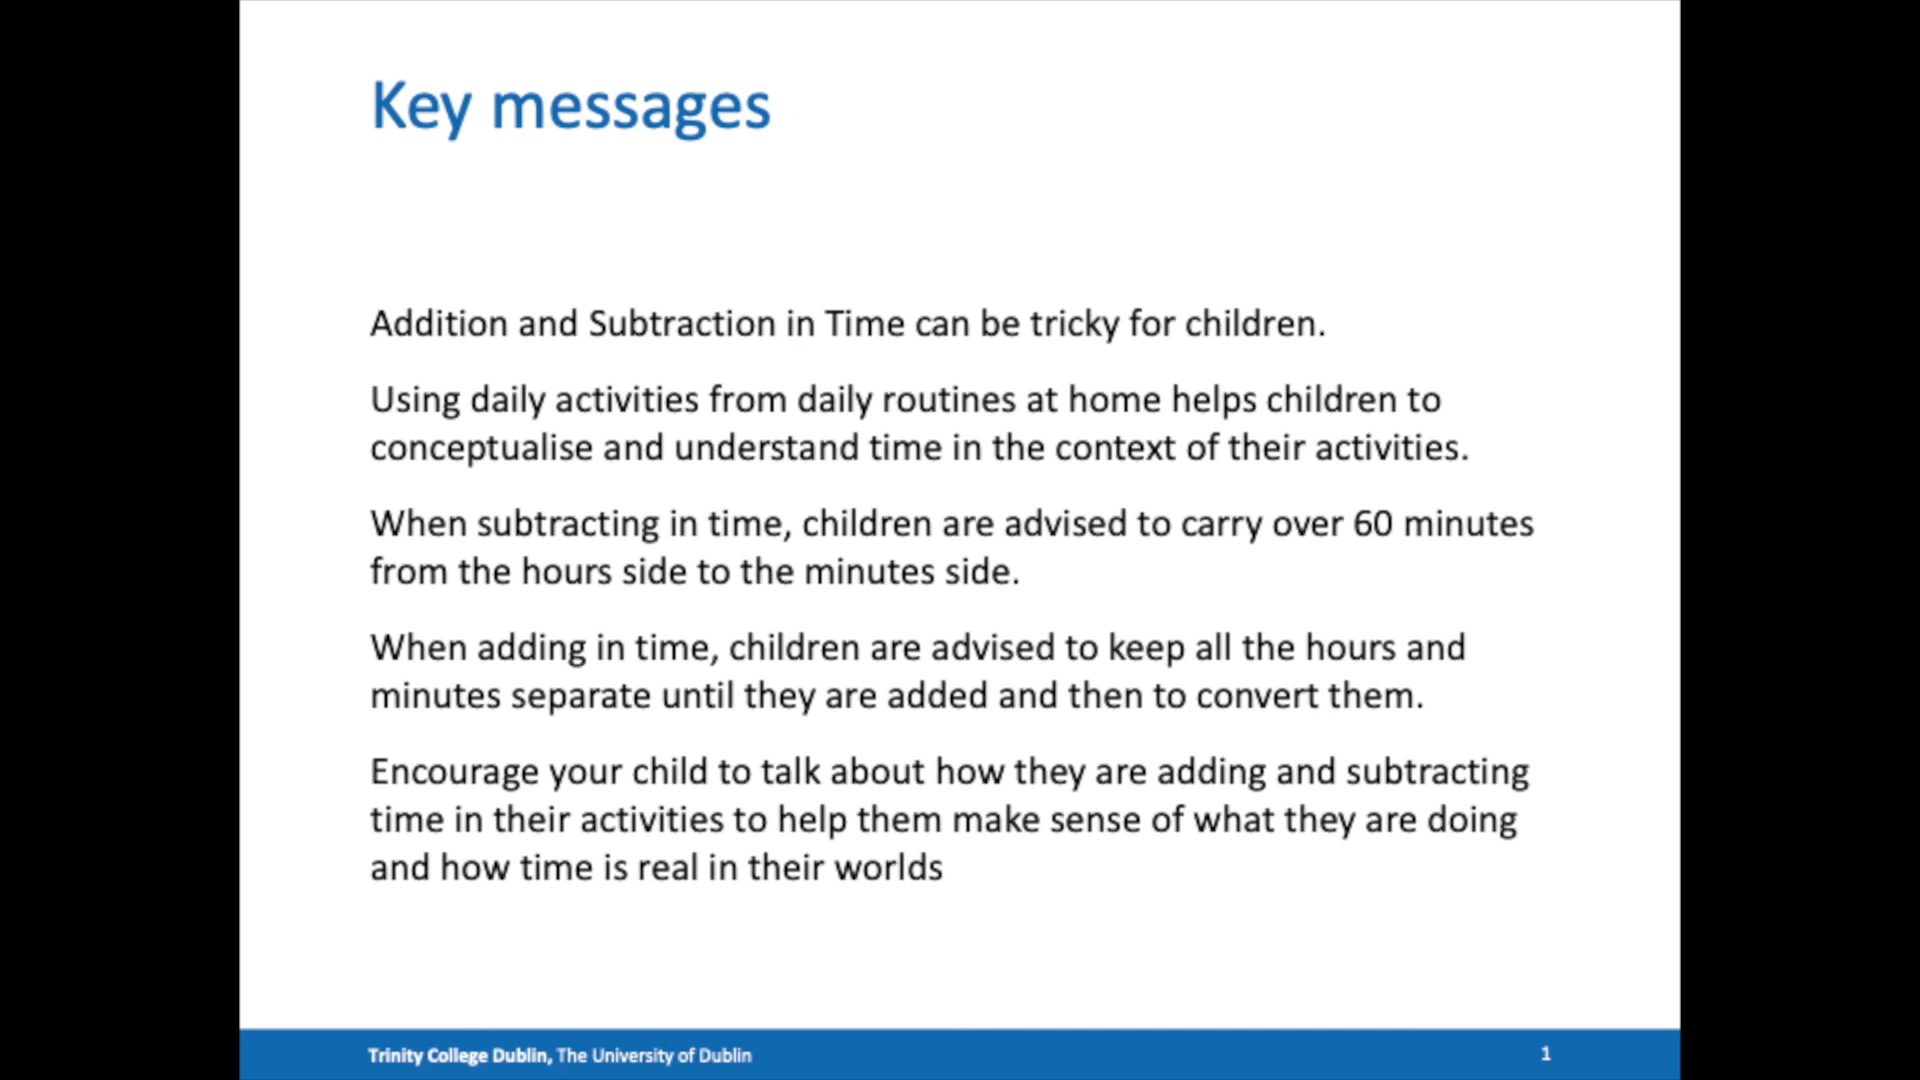 Key messages
Addition and Subtraction in Time can be tricky for children.
Using daily activities from daily routines at home helps children to
conceptualise and understand time in the context of their activities.
When subtracting in time, children are advised to carry over 60 minutes
from the hours side to the minutes side.
When adding in time, children are advised to keep all the hours and
minutes separate until they are added and then to convert them.
Encourage your child to talk about how they are adding and subtracting
time in their activities to help them make sense of what they are doing
and how time is real in their worlds
Trinity College Dublin, The University of Dublin 1